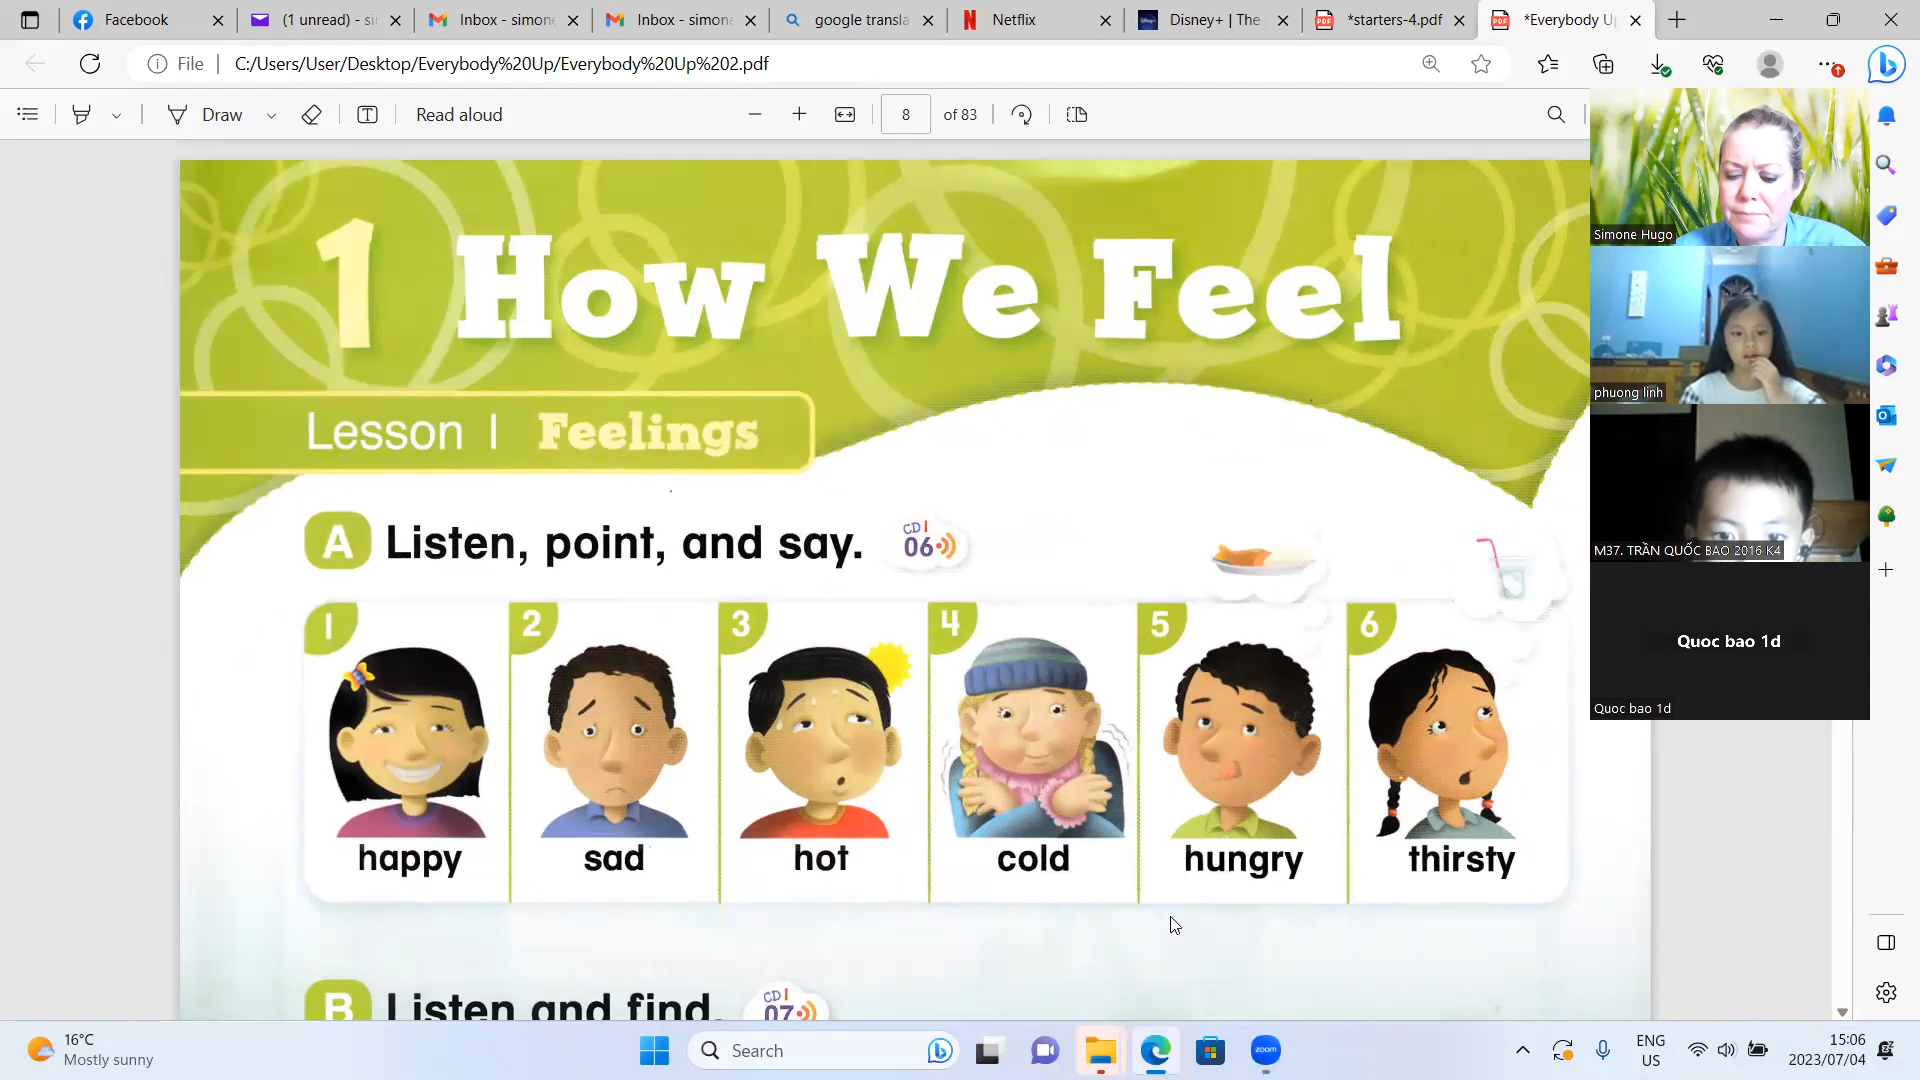 Facebook
(1 unread) - si
Inbox - simone
Inbox - simone
google transla
Netflix
Disney+ | The
*starters-4.pdf
*Everybody U
File
C:/Users/User/Desktop/Everybody%20Up/Everybody%20Up%202.pdf
Draw
Read aloud
8
of 83
1 How We Feel
Lesson 1 Feelings
A Listen, point, and say. CD 1 06
1
2
3
4
5
6
happy
sad
hot
cold
hungry
thirsty
B Listen and find. CD 1 07
Simone Hugo
phuong linh
M37. TRẦN QUỐC BẢO 2016 K4
Quoc bao 1d
Quoc bao 1d
16°C
Mostly sunny
Search
zoom
ENG
US
15:06
2023/07/04